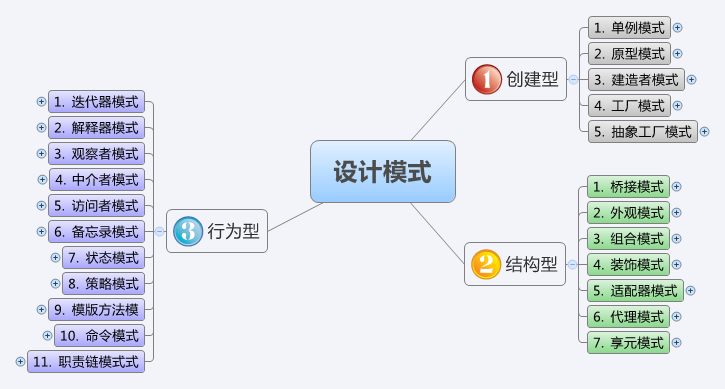 设计模式
1 创建型
1. 单例模式
2. 原型模式
3. 建造者模式
4. 工厂模式
5. 抽象工厂模式
2 结构型
1. 桥接模式
2. 外观模式
3. 组合模式
4. 装饰模式
5. 适配器模式
6. 代理模式
7. 享元模式
3 行为型
1. 迭代器模式
2. 解释器模式
3. 观察者模式
4. 中介者模式
5. 访问者模式
6. 备忘录模式
7. 状态模式
8. 策略模式
9. 模版方法模
10. 命令模式
11. 职责链模式式